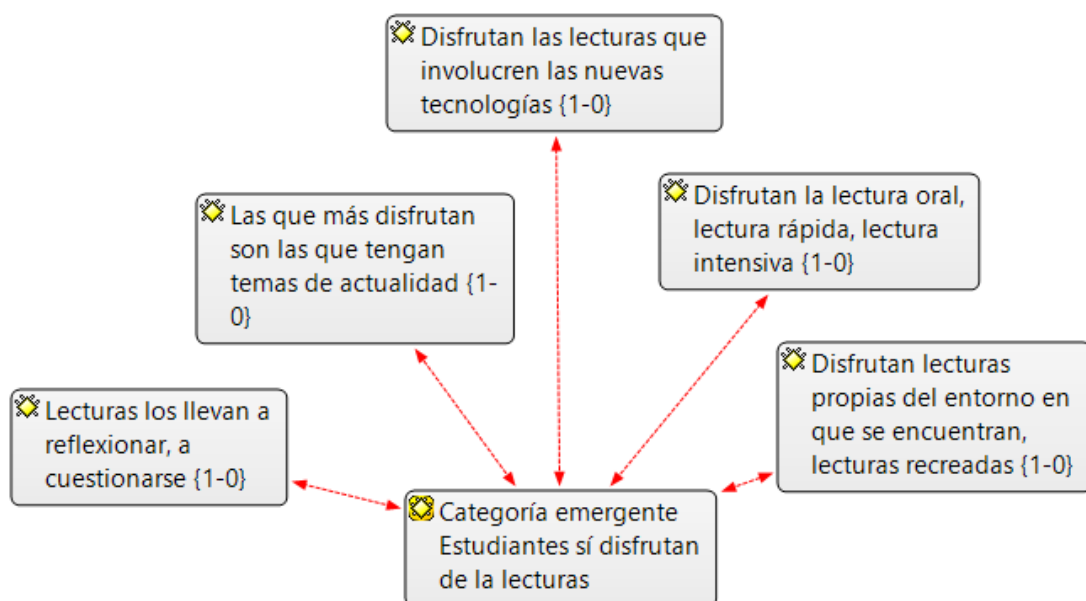 Disfrutan las lecturas que
involucren las nuevas
tecnologías {1-0}
Las que más disfrutan
son las que tengan
temas de actualidad {1-
0}
Disfrutan la lectura oral,
lectura rápida, lectura
intensiva {1-0}
Lecturas los llevan a
reflexionar, a
cuestionarse {1-0}
Disfrutan lecturas
propias del entorno en
que se encuentran,
lecturas recreadas {1-0}
Categoría emergente
Estudiantes sí disfrutan
de la lecturas